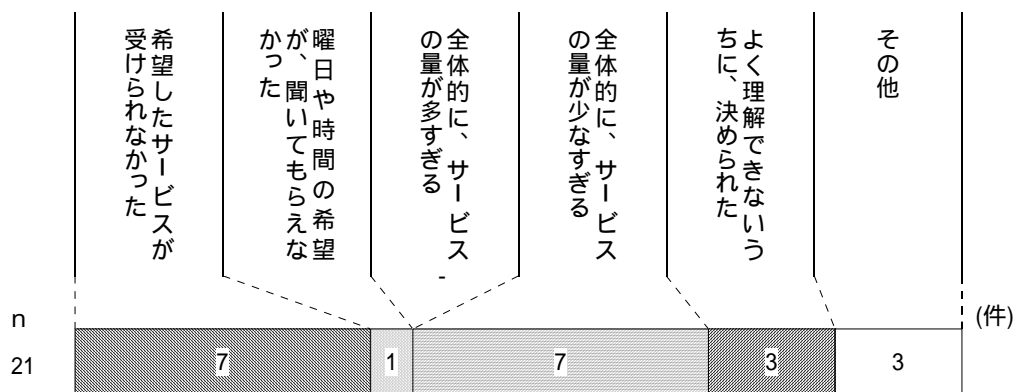 希望したサービスが
受けられなかった
曜日や時間の希望
が、聞いてもらえな
かった
全体的に、サービス
の量が多すぎる
全体的に、サービス
の量が少なすぎる
よく理解できないう
ちに、決められた
その他
-
n
(件)
21
7
1
7
3
3